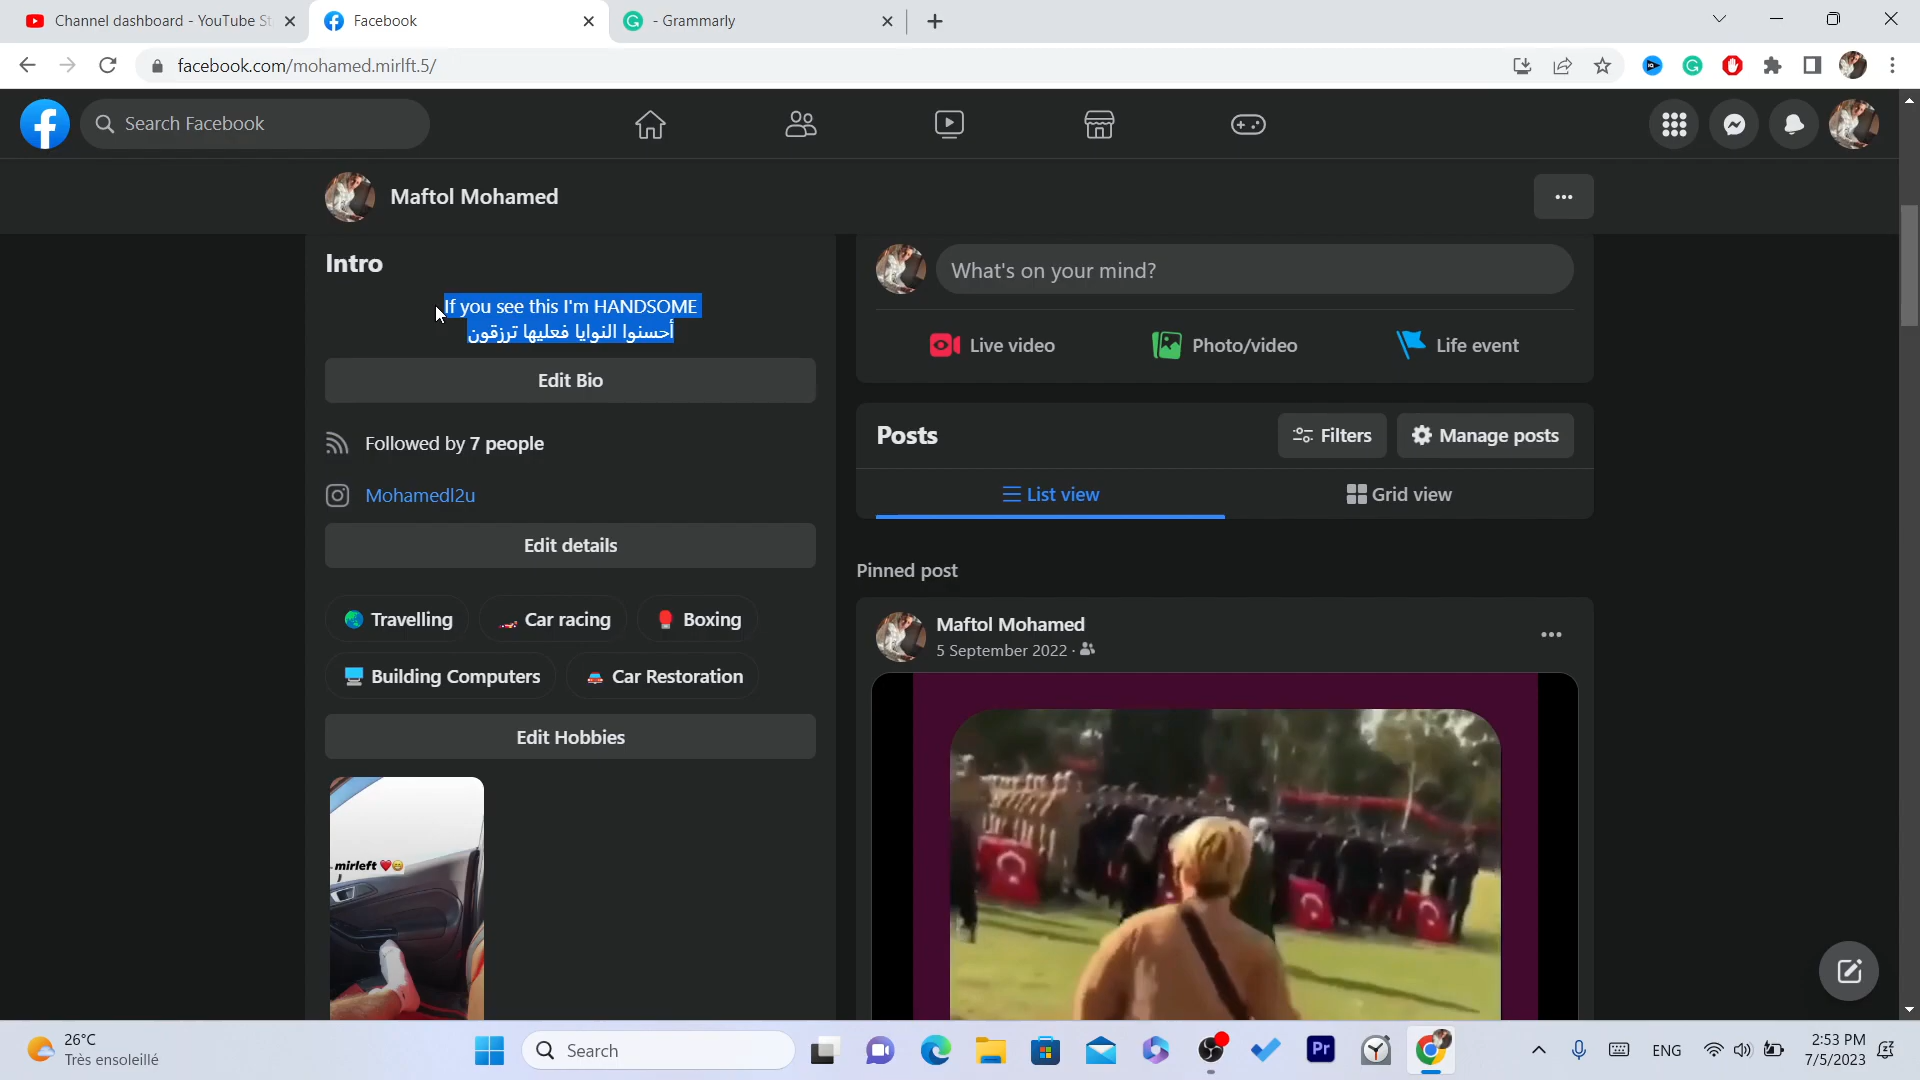 Channel dashboard - YouTube St
Facebook
- Grammarly
facebook.com/mohamed.mirlft.5/
Search Facebook
Maftol Mohamed
Intro
If you see this I'm HANDSOME
أحسنوا النوايا فعليها ترزقون
Edit Bio
Followed by 7 people
Mohamedl2u
Edit details
Travelling
Car racing
Boxing
Building Computers
Car Restoration
Edit Hobbies
mirleft
What's on your mind?
Live video
Photo/video
Life event
Posts
Filters
Manage posts
List view
Grid view
Pinned post
Maftol Mohamed
5 September 2022 ·
26°C
Très ensoleillé
Search
Pr
ENG
2:53 PM
7/5/2023